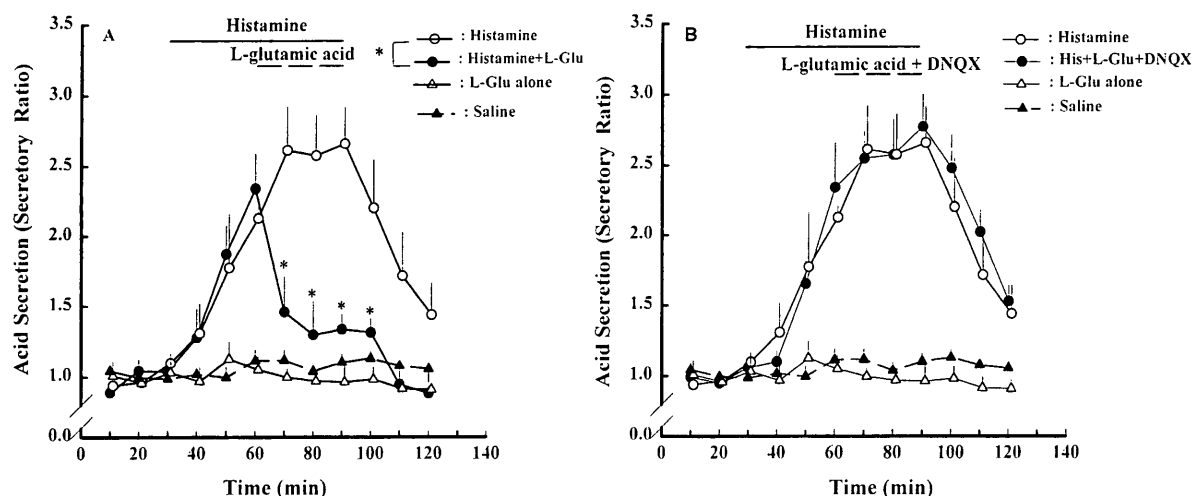 A
Histamine
L-glutamic acid
*
: Histamine
: Histamine+L-Glu
: L-Glu alone
: Saline
Acid Secretion (Secretory Ratio)
3.5
3.0
2.5
2.0
1.5
1.0
0.0
* * * *
0 20 40 60 80 100 120 140
Time (min)
B
Histamine
L-glutamic acid + DNQX
: Histamine
: His+L-Glu+DNQX
: L-Glu alone
: Saline
Acid Secretion (Secretory Ratio)
3.5
3.0
2.5
2.0
1.5
1.0
0.0
0 20 40 60 80 100 120 140
Time (min)